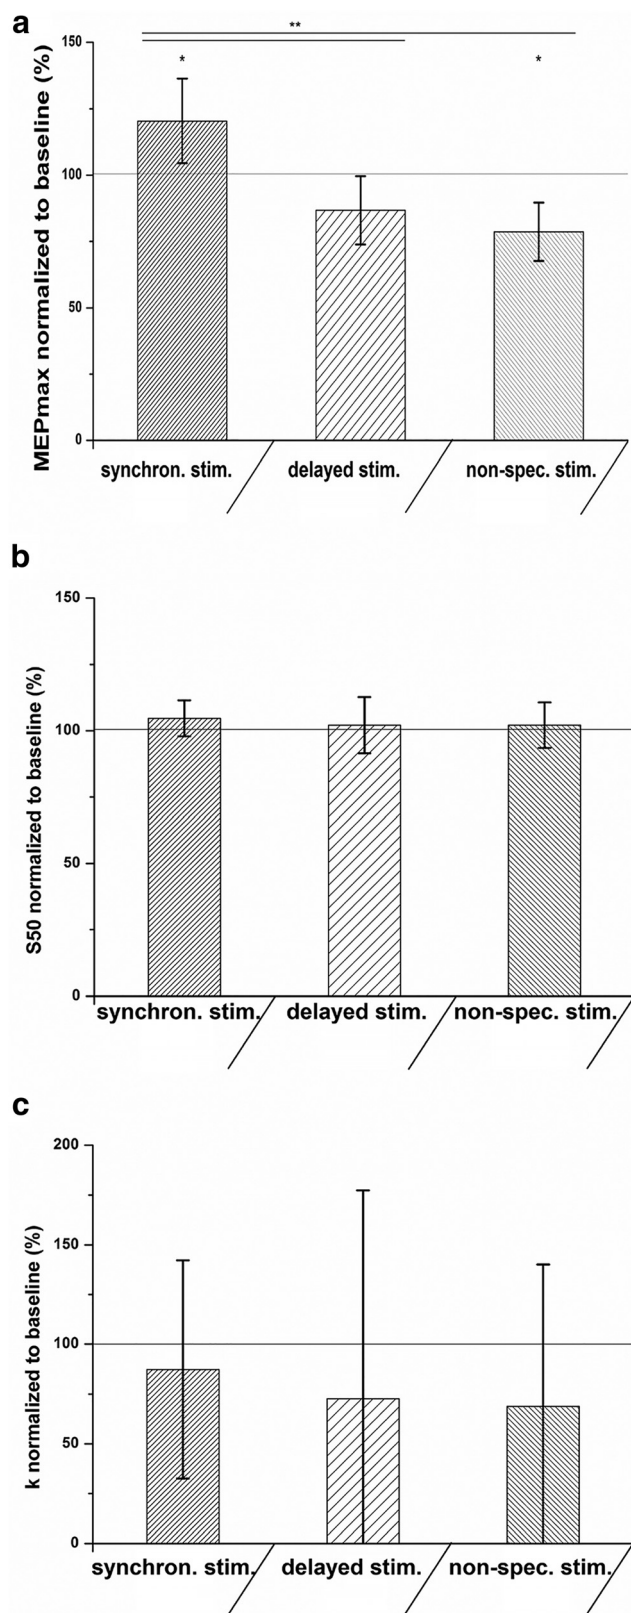 a
**
* *
150
100
50
0
MEPmax normalized to baseline (%)
synchron. stim. delayed stim. non-spec. stim.
b
150
100
50
0
S50 normalized to baseline (%)
synchron. stim. delayed stim. non-spec. stim.
c
200
150
100
50
0
k normalized to baseline (%)
synchron. stim. delayed stim. non-spec. stim.